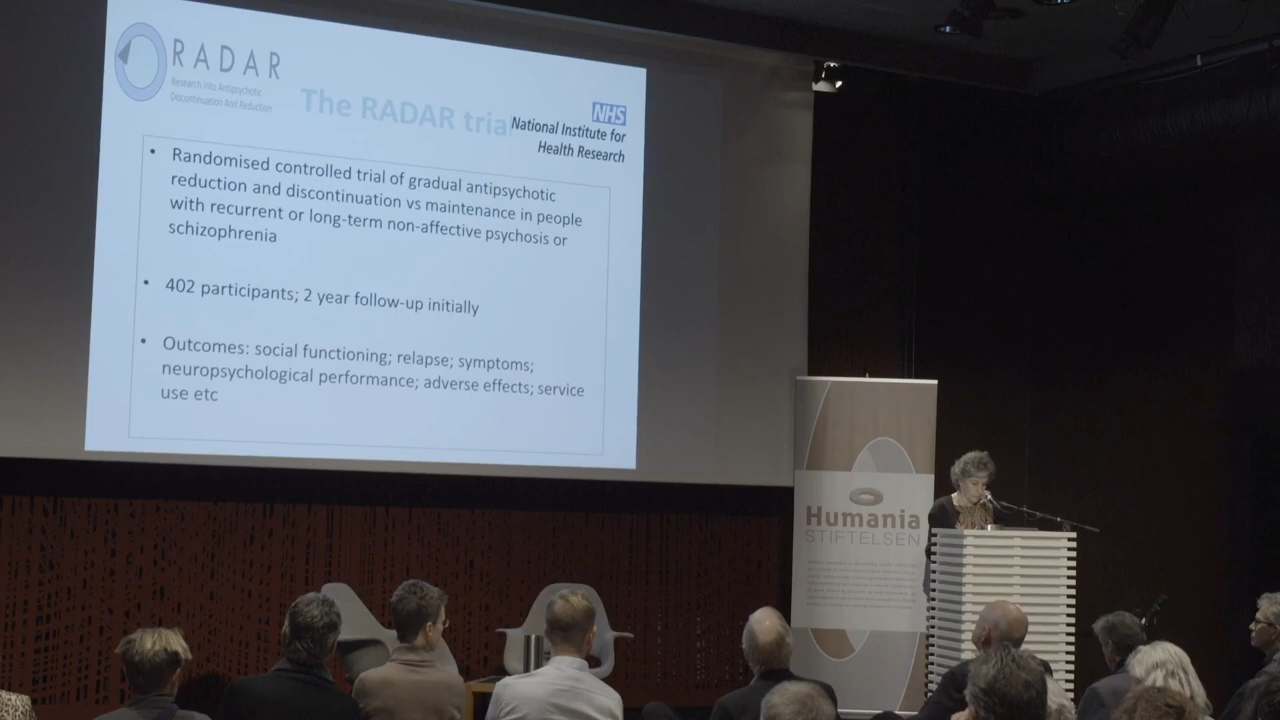 RADAR
Research into Antipsychotic
Discontinuation And Reduction
The RADAR trial
NHS
National Institute for
Health Research
• Randomised controlled trial of gradual antipsychotic
reduction and discontinuation vs maintenance in people
with recurrent or long-term non-affective psychosis or
schizophrenia
• 402 participants; 2 year follow-up initially
• Outcomes: social functioning; relapse; symptoms;
neuropsychological performance; adverse effects; service
use etc
Humania
STIFTELSEN